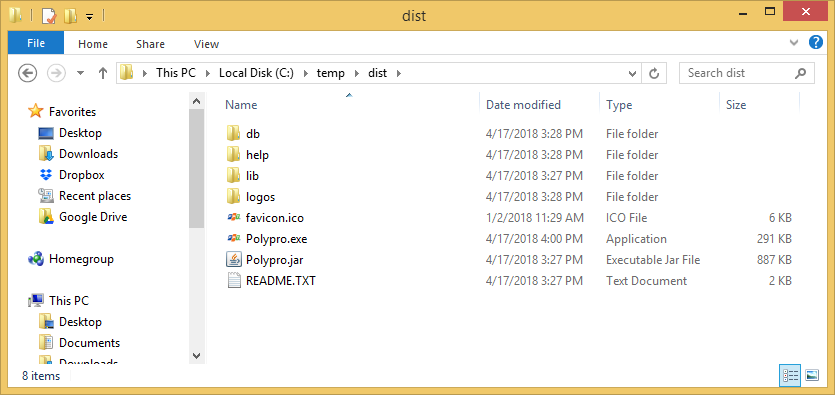 dist
File Home Share View
This PC Local Disk (C:) temp dist Search dist
Name Date modified Type Size
Favorites
Desktop
Downloads
Dropbox
Recent places
Google Drive
Homegroup
This PC
Desktop
Documents
Downloads
db 4/17/2018 3:28 PM File folder
help 4/17/2018 3:28 PM File folder
lib 4/17/2018 3:27 PM File folder
logos 4/17/2018 3:28 PM File folder
favicon.ico 1/2/2018 11:29 AM ICO File 6 KB
Polypro.exe 4/17/2018 4:00 PM Application 291 KB
Polypro.jar 4/17/2018 3:27 PM Executable Jar File 887 KB
README.TXT 4/17/2018 3:27 PM Text Document 2 KB
8 items